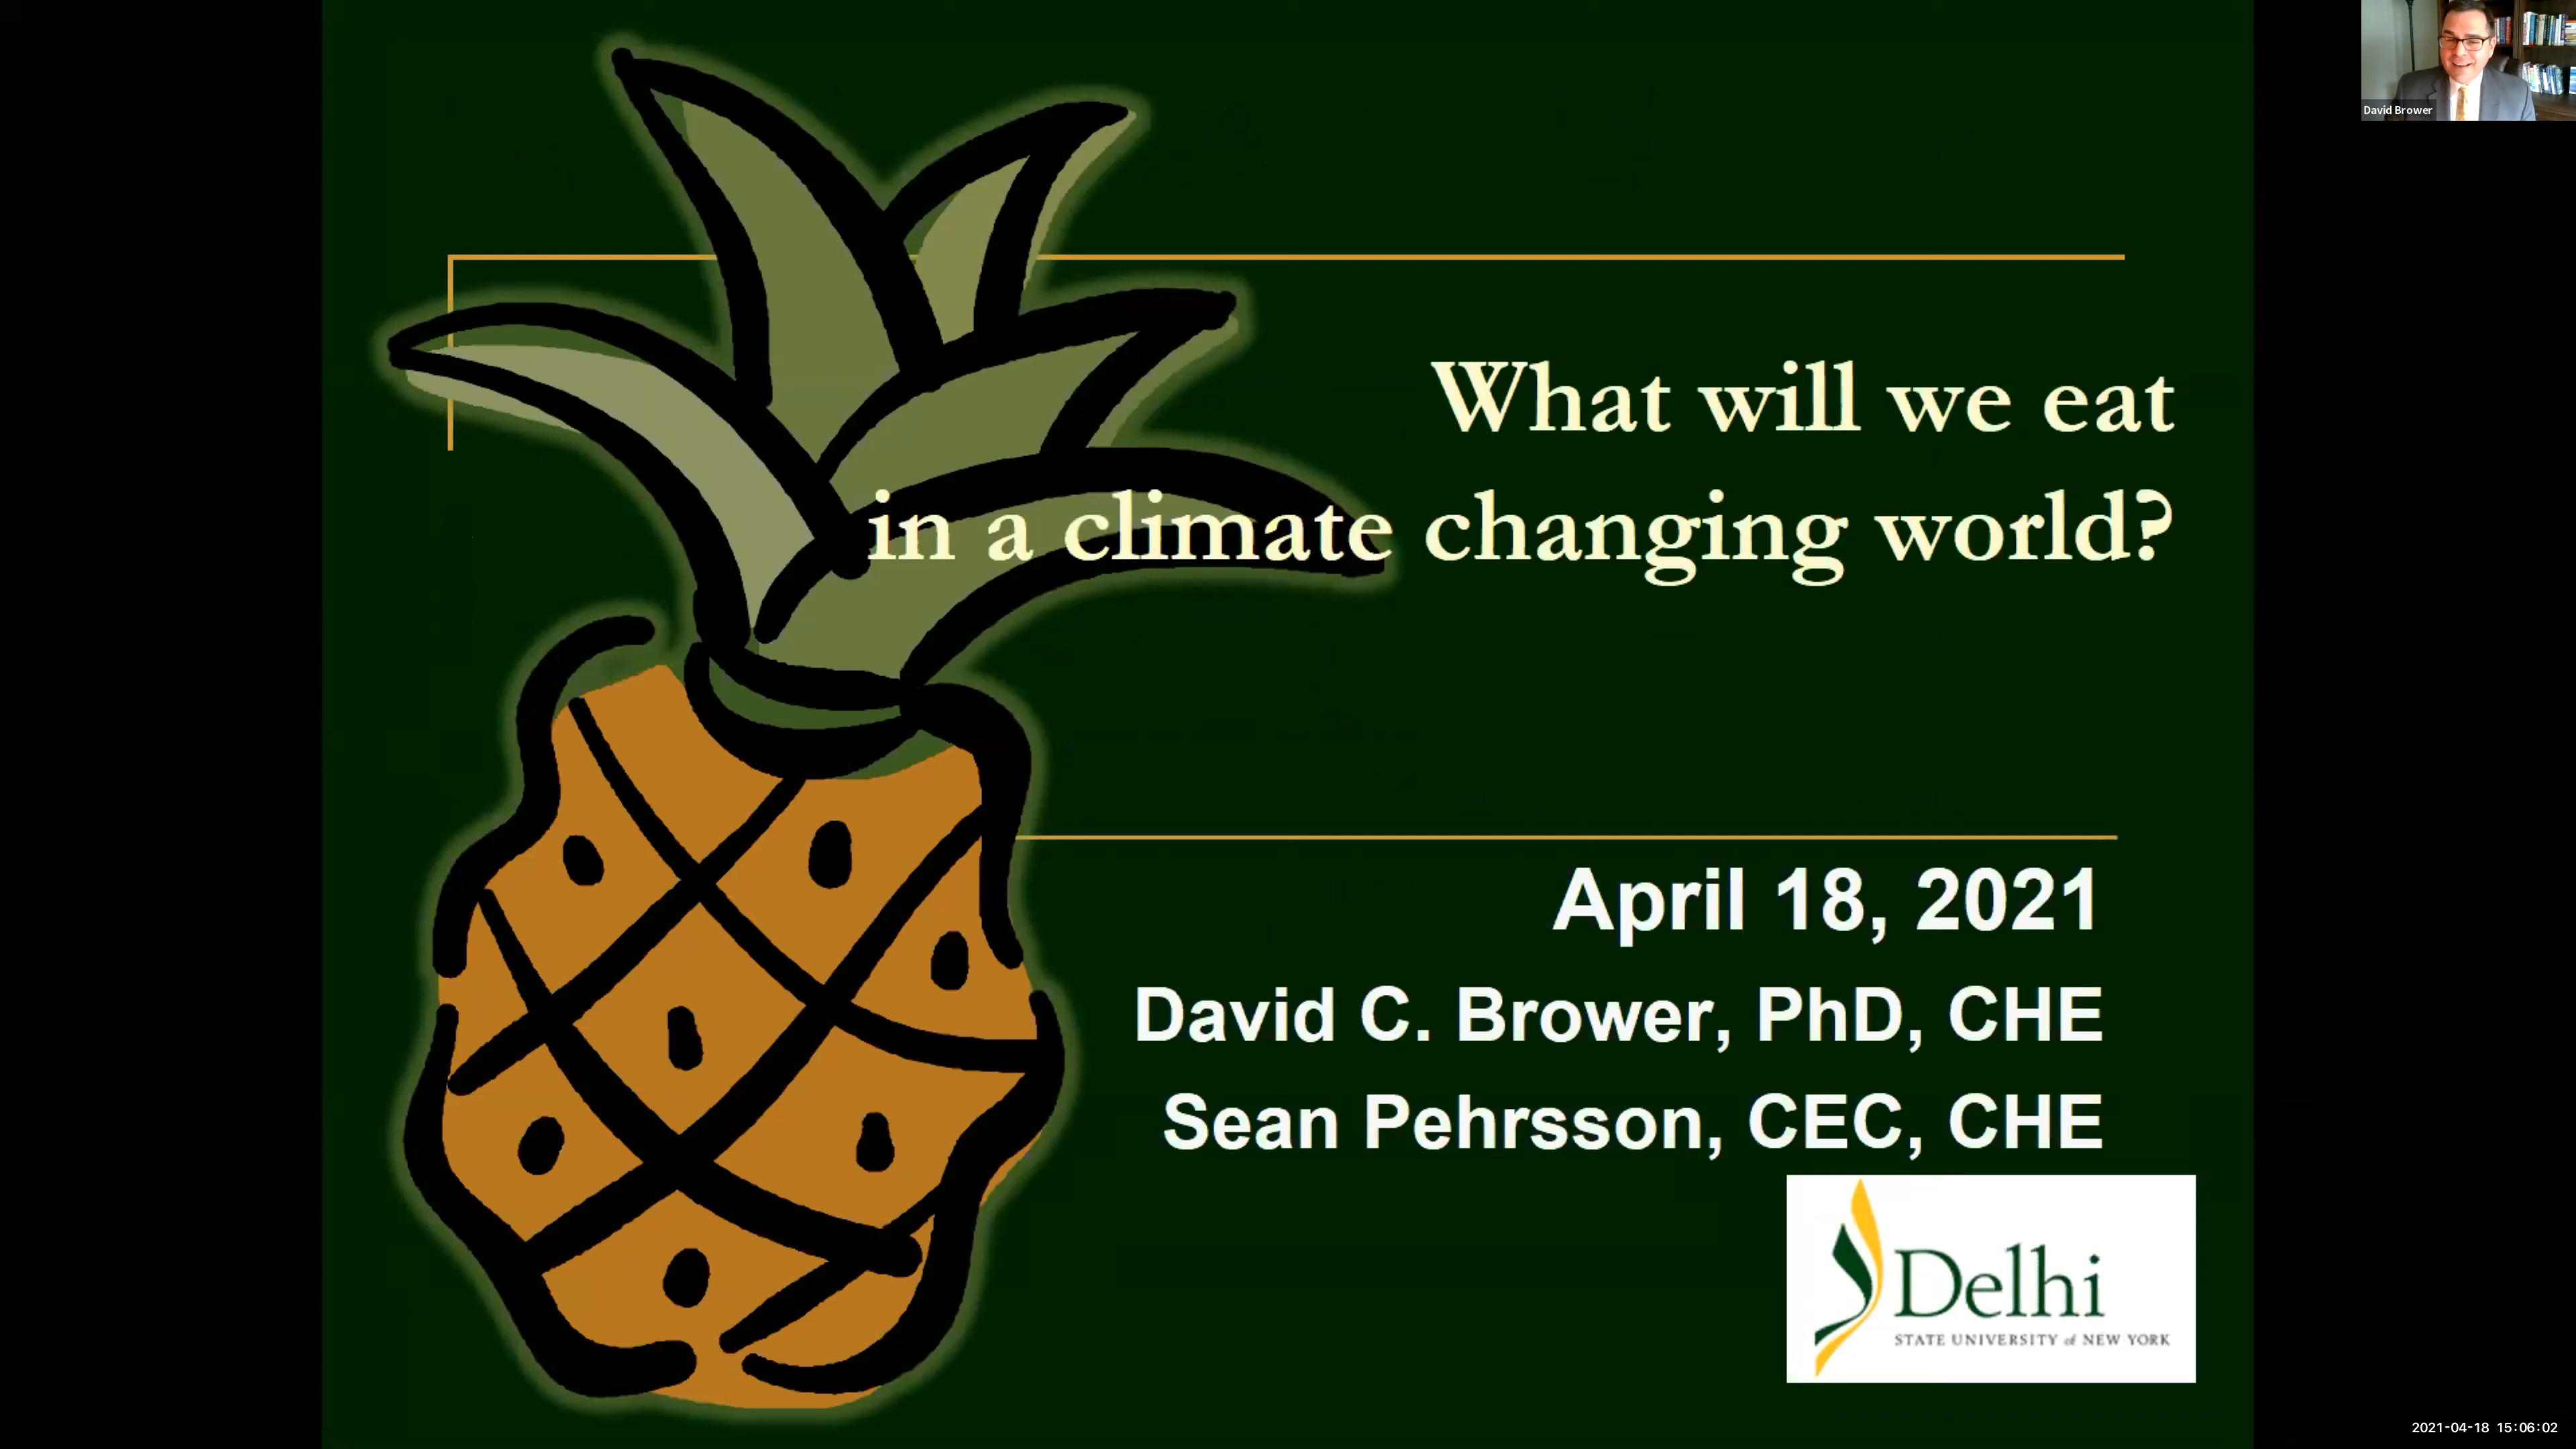 David Brower
What will we eat
in a climate changing world?
April 18, 2021
David C. Brower, PhD, CHE
Sean Pehrsson, CEC, CHE
Delhi
STATE UNIVERSITY of NEW YORK
2021-04-18 15:06:02